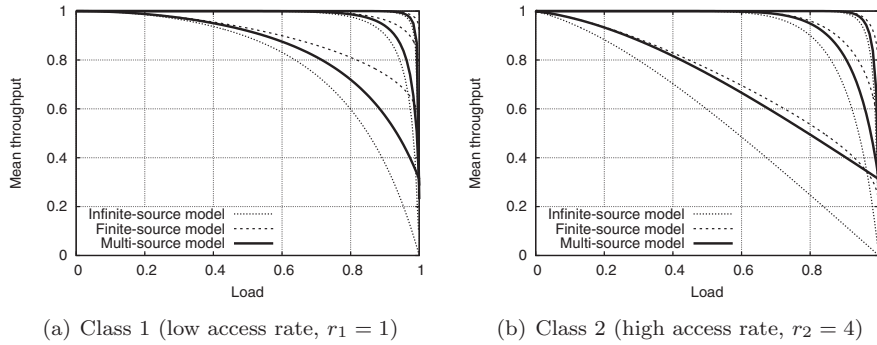 1
0.8
0.6
0.4
0.2
0
Mean throughput
Infinite-source model
Finite-source model
Multi-source model
0 0.2 0.4 0.6 0.8 1
Load
(a) Class 1 (low access rate, r₁ = 1)
1
0.8
0.6
0.4
0.2
0
Mean throughput
Infinite-source model
Finite-source model
Multi-source model
0 0.2 0.4 0.6 0.8
Load
(b) Class 2 (high access rate, r₂ = 4)